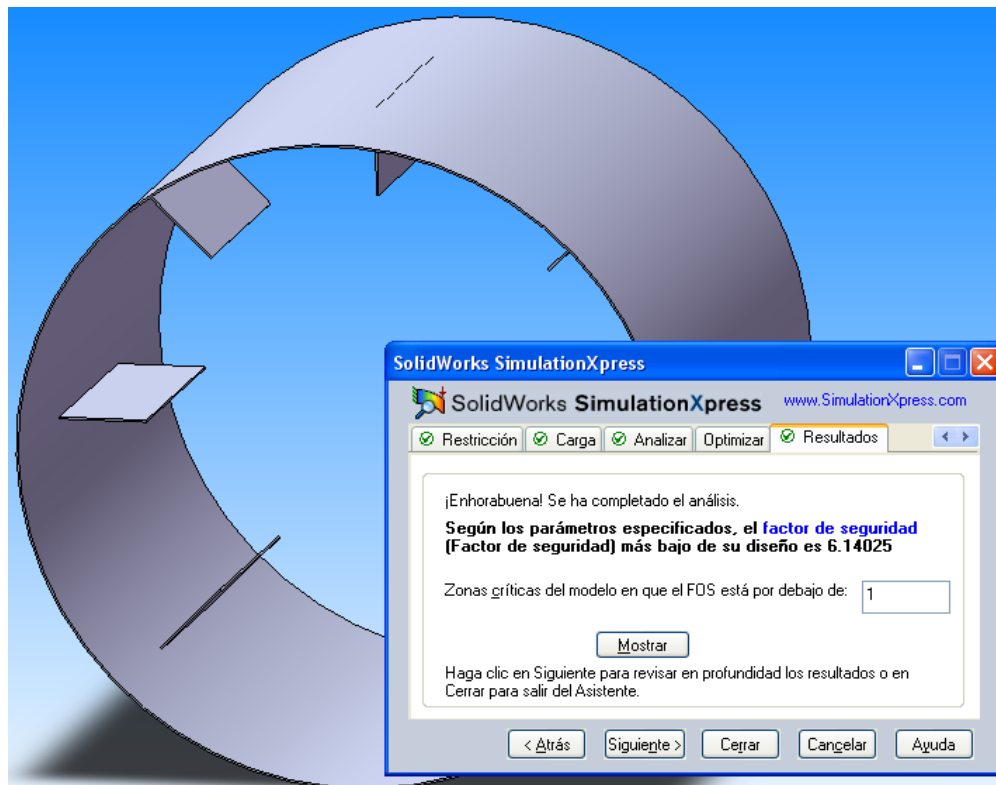 SolidWorks SimulationXpress
SolidWorks SimulationXpress www.SimulationXpress.com
Restricción Carga Analizar Optimizar Resultados
¡Enhorabuena! Se ha completado el análisis.
Según los parámetros especificados, el factor de seguridad
(Factor de seguridad) más bajo de su diseño es 6.14025
Zonas críticas del modelo en que el FOS está por debajo de: 1
Mostrar
Haga clic en Siguiente para revisar en profundidad los resultados o en
Cerrar para salir del Asistente.
< Atrás Siguiente > Cerrar Cancelar Ayuda